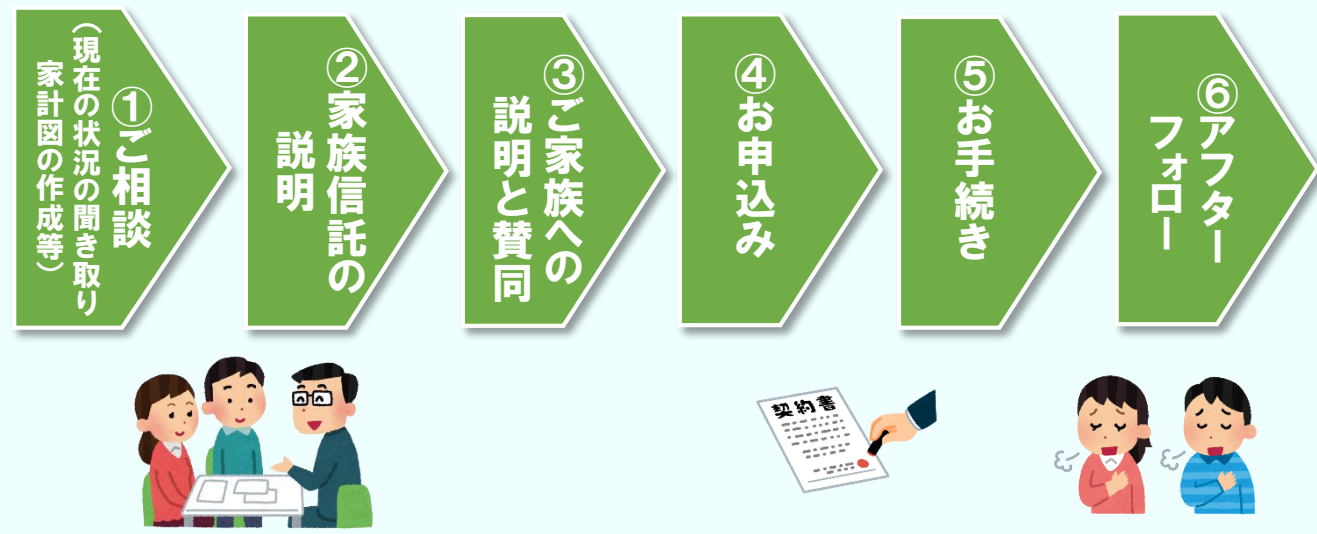 ①ご相談
(現在の状況の聞き取り
家計図の作成等)
②家族信託の
説明
③ご家族への
説明と賛同
④お申込み
⑤お手続き
⑥アフター
フォロー
契約書